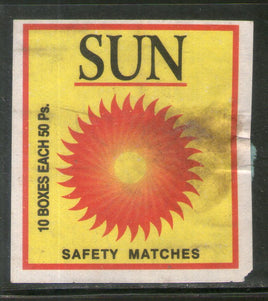 SUN
10 BOXES EACH 50 Ps.
SAFETY MATCHES